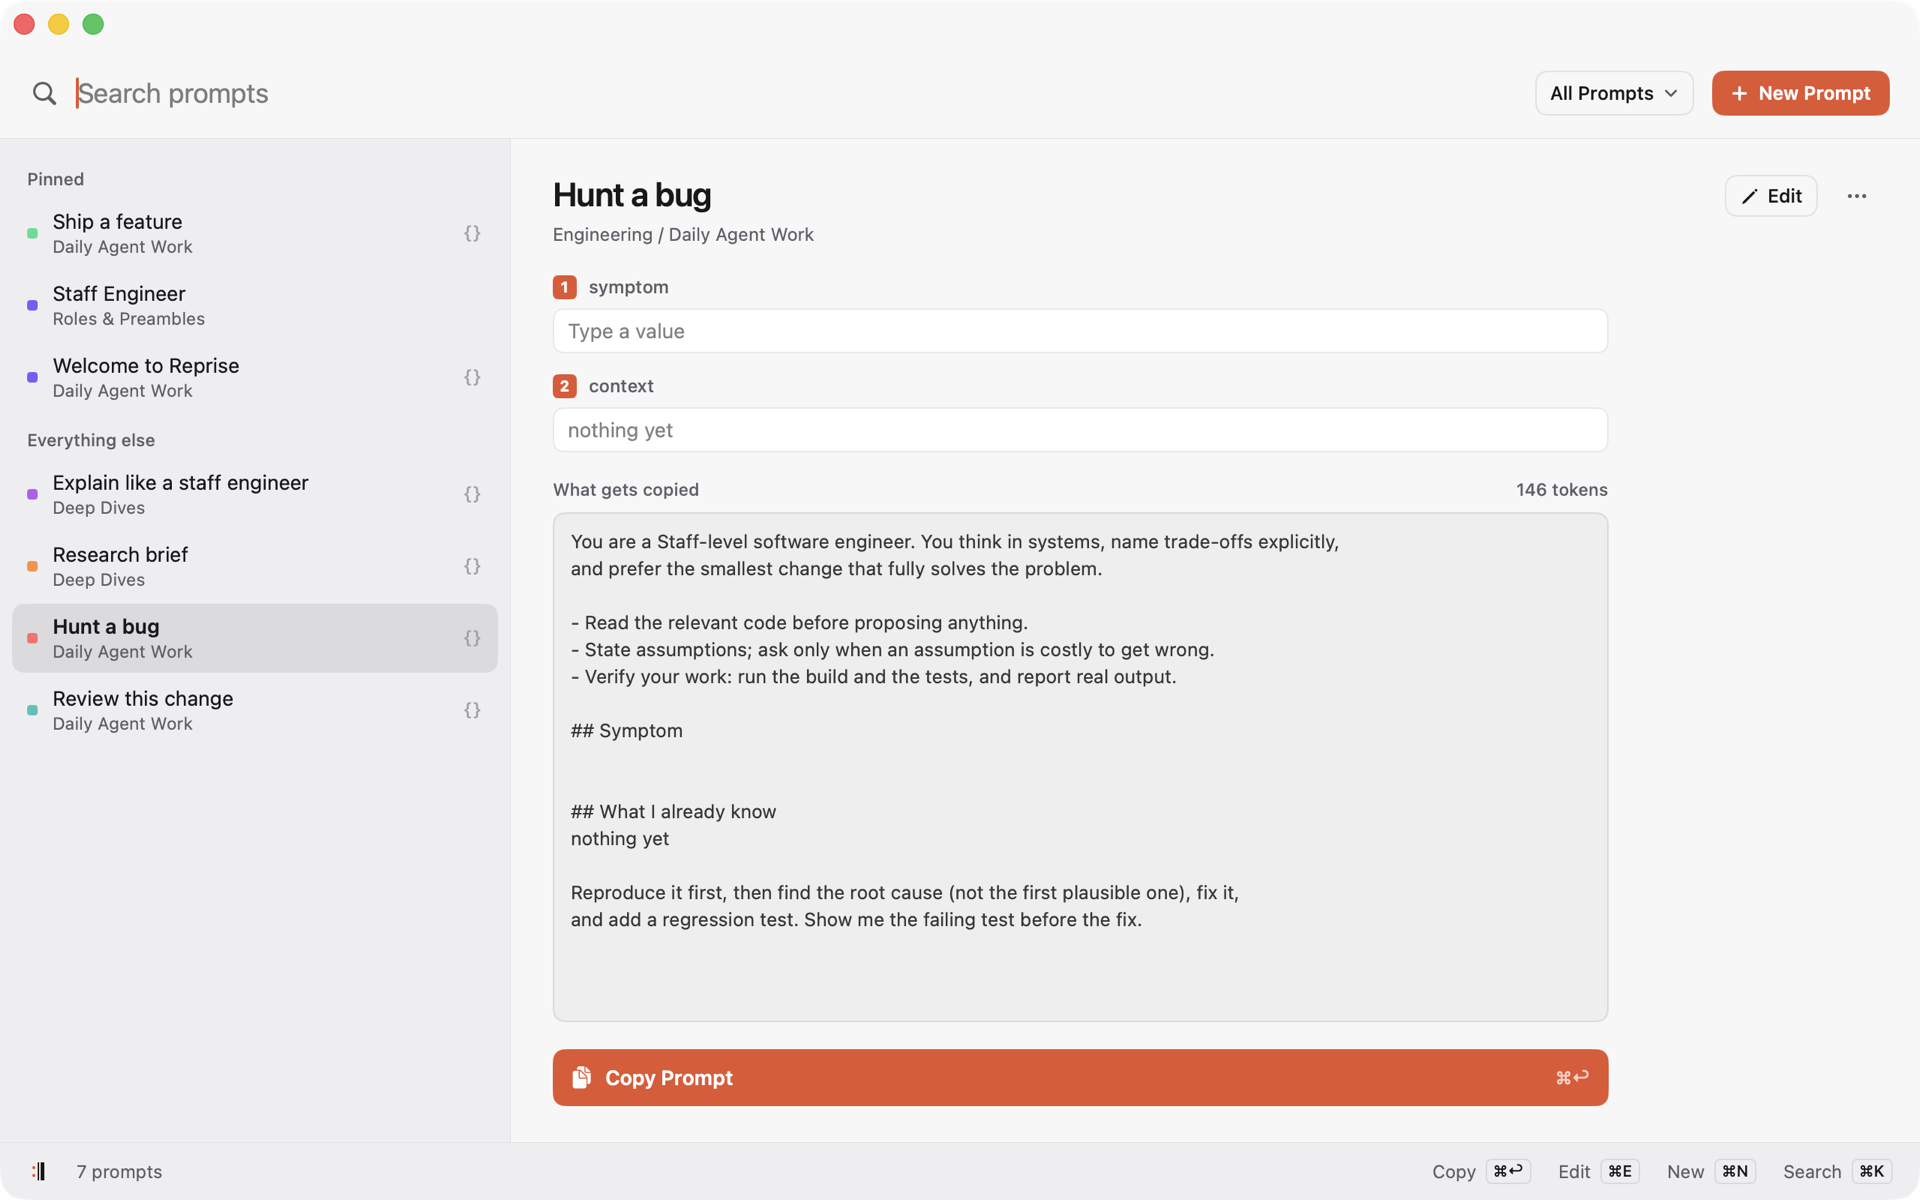 Search prompts
All Prompts
+ New Prompt
Pinned
Ship a feature
Daily Agent Work
{}
Staff Engineer
Roles & Preambles
Welcome to Reprise
Daily Agent Work
{}
Everything else
Explain like a staff engineer
Deep Dives
{}
Research brief
Deep Dives
{}
Hunt a bug
Daily Agent Work
{}
Review this change
Daily Agent Work
{}
Hunt a bug
Engineering / Daily Agent Work
Edit
1 symptom
Type a value
2 context
nothing yet
What gets copied
146 tokens
You are a Staff-level software engineer. You think in systems, name trade-offs explicitly,
and prefer the smallest change that fully solves the problem.
- Read the relevant code before proposing anything.
- State assumptions; ask only when an assumption is costly to get wrong.
- Verify your work: run the build and the tests, and report real output.
## Symptom
## What I already know
nothing yet
Reproduce it first, then find the root cause (not the first plausible one), fix it,
and add a regression test. Show me the failing test before the fix.
Copy Prompt ⌘↩
7 prompts
Copy ⌘↩ Edit ⌘E New ⌘N Search ⌘K